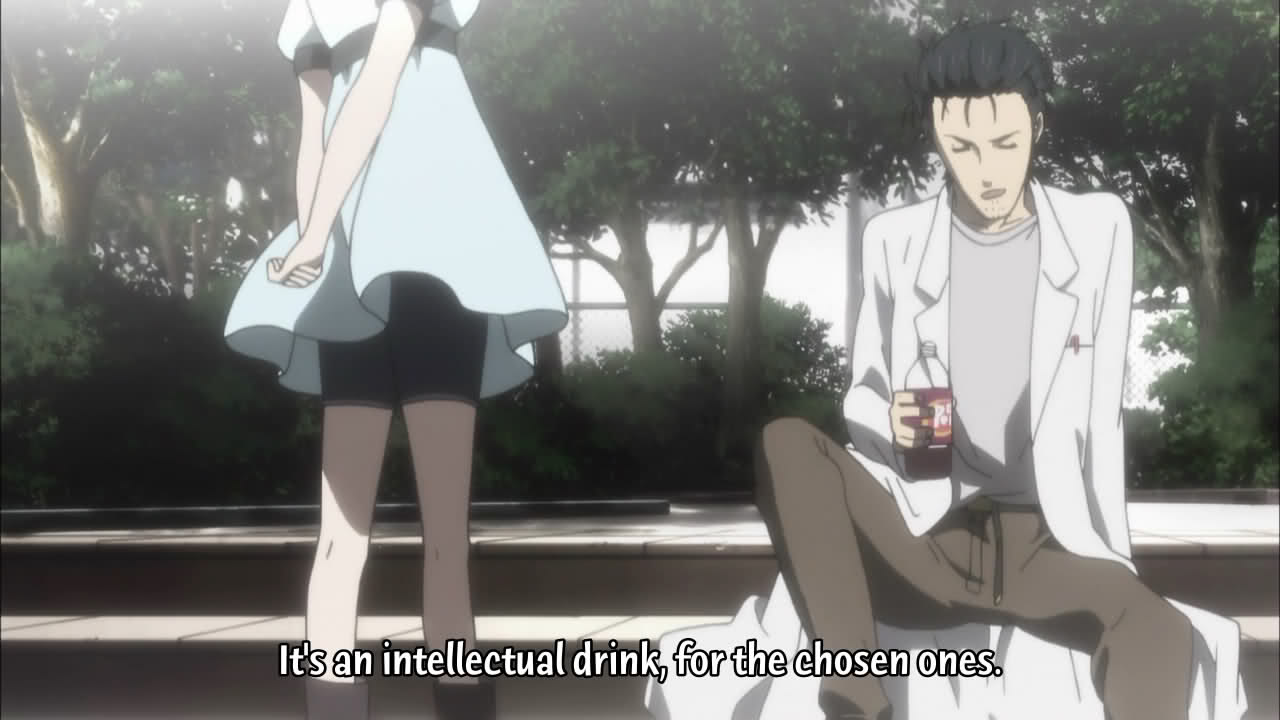 It's an intellectual drink, for the chosen ones.